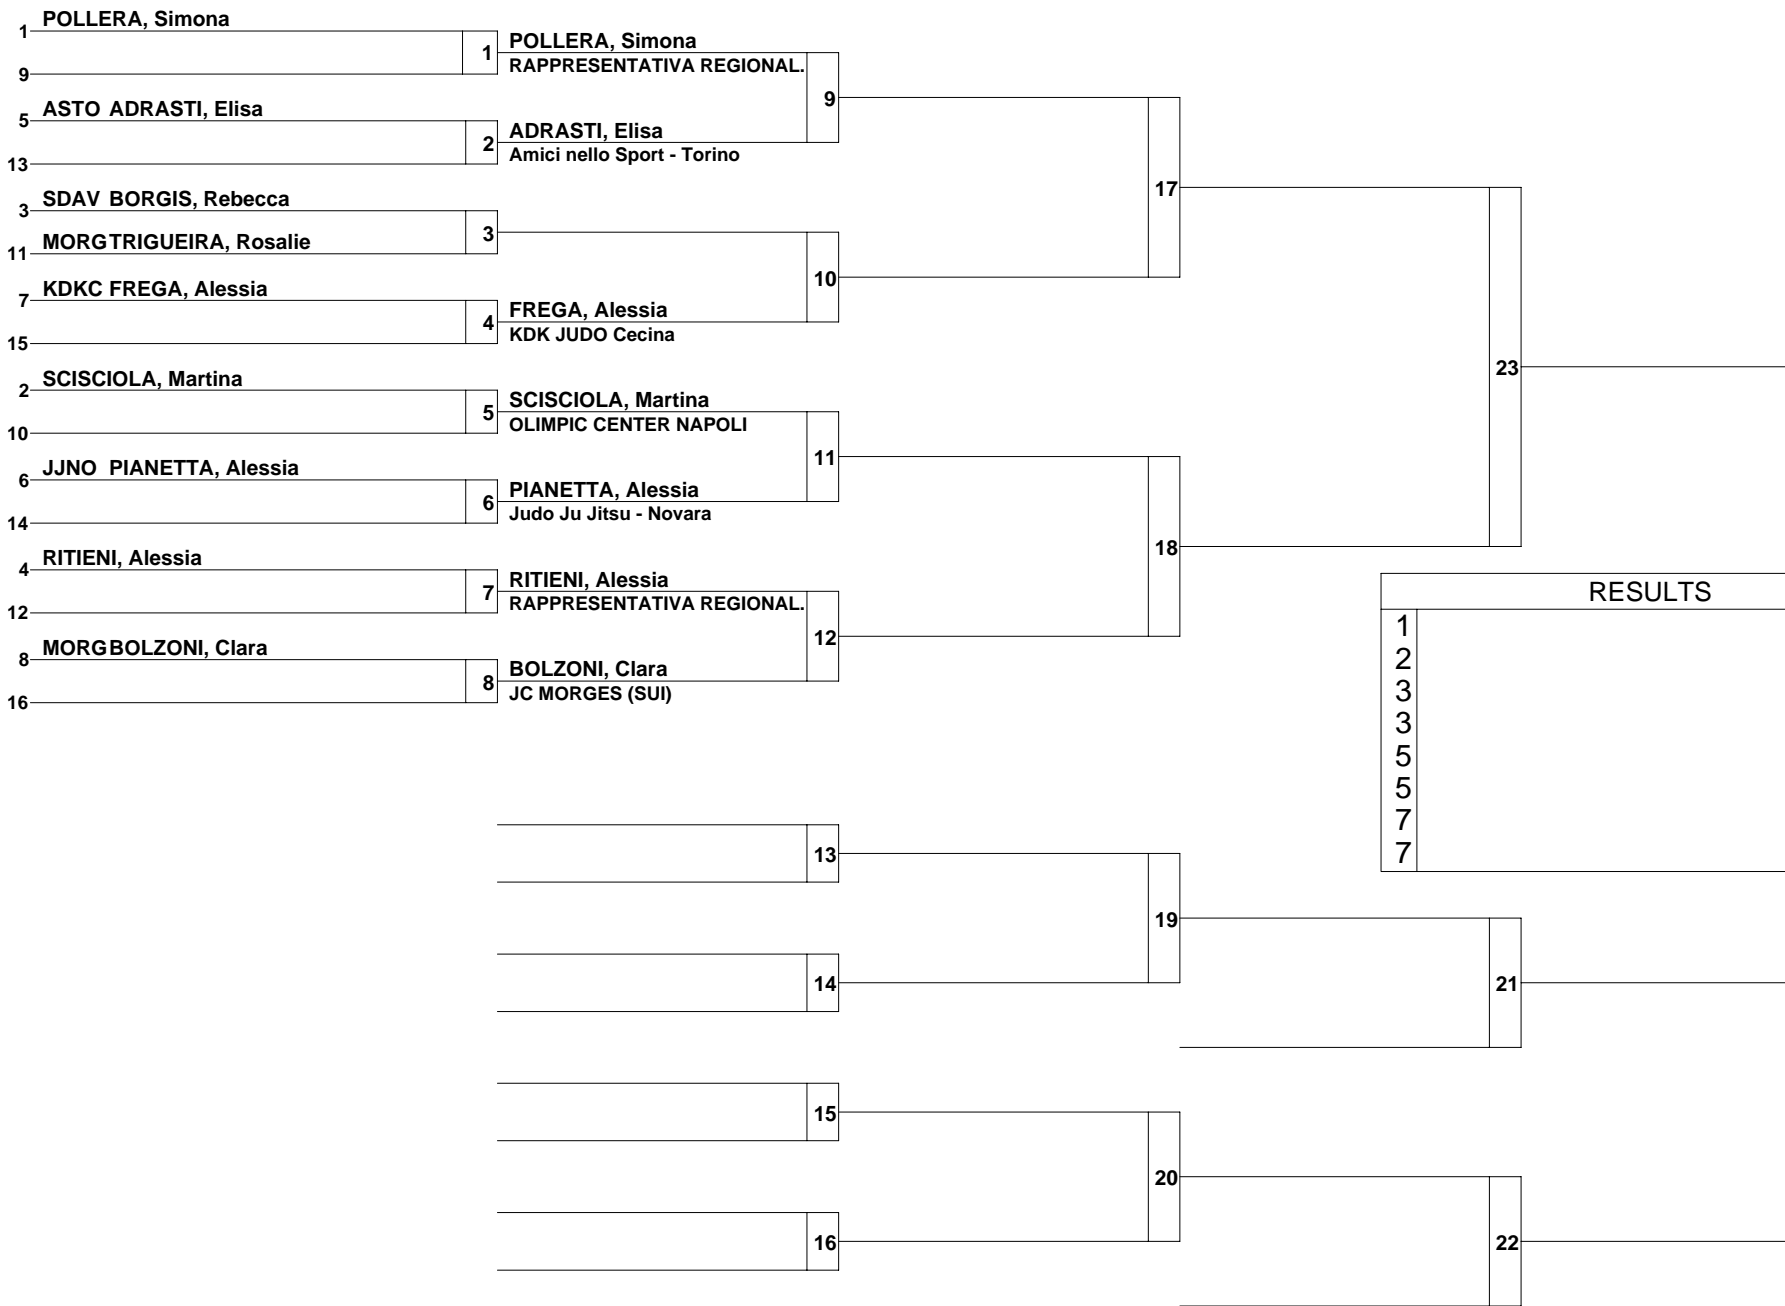 POLLERA, Simona
1
9
1
POLLERA, Simona
RAPPRESENTATIVA REGIONAL.
9
ASTO ADRASTI, Elisa
5
13
2
ADRASTI, Elisa
Amici nello Sport - Torino
17
SDAV BORGIS, Rebecca
3
3
MORG TRIGUEIRA, Rosalie
11
10
KDKC FREGA, Alessia
7
15
4
FREGA, Alessia
KDK JUDO Cecina
23
SCISCIOLA, Martina
2
10
5
SCISCIOLA, Martina
OLIMPIC CENTER NAPOLI
11
JJNO PIANETTA, Alessia
6
14
6
PIANETTA, Alessia
Judo Ju Jitsu - Novara
18
RITIENI, Alessia
4
12
7
RITIENI, Alessia
RAPPRESENTATIVA REGIONAL.
12
MORG BOLZONI, Clara
8
16
8
BOLZONI, Clara
JC MORGES (SUI)
RESULTS
1
2
3
3
5
5
7
7
13
19
14
21
15
20
16
22